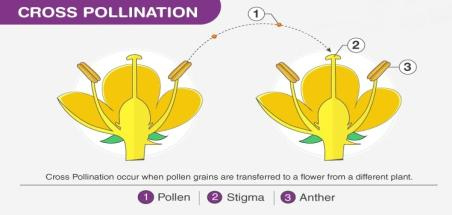 CROSS POLLINATION
1
2
3
Cross Pollination occur when pollen grains are transferred to a flower from a different plant.
1 Pollen | 2 Stigma | 3 Anther